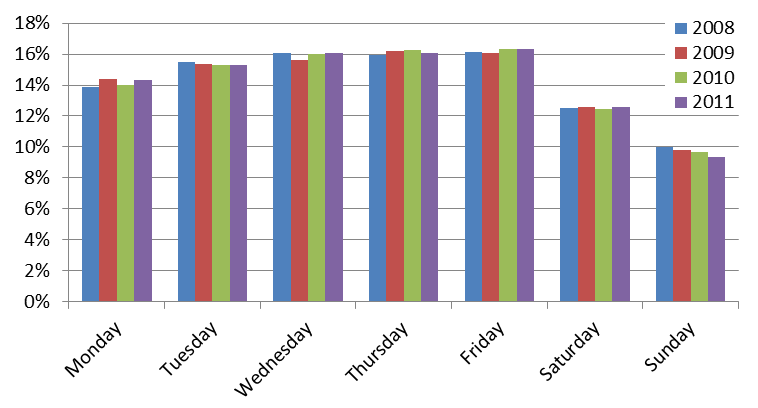 18%
16%
14%
12%
10%
8%
6%
4%
2%
0%
2008
2009
2010
2011
Monday
Tuesday
Wednesday
Thursday
Friday
Saturday
Sunday